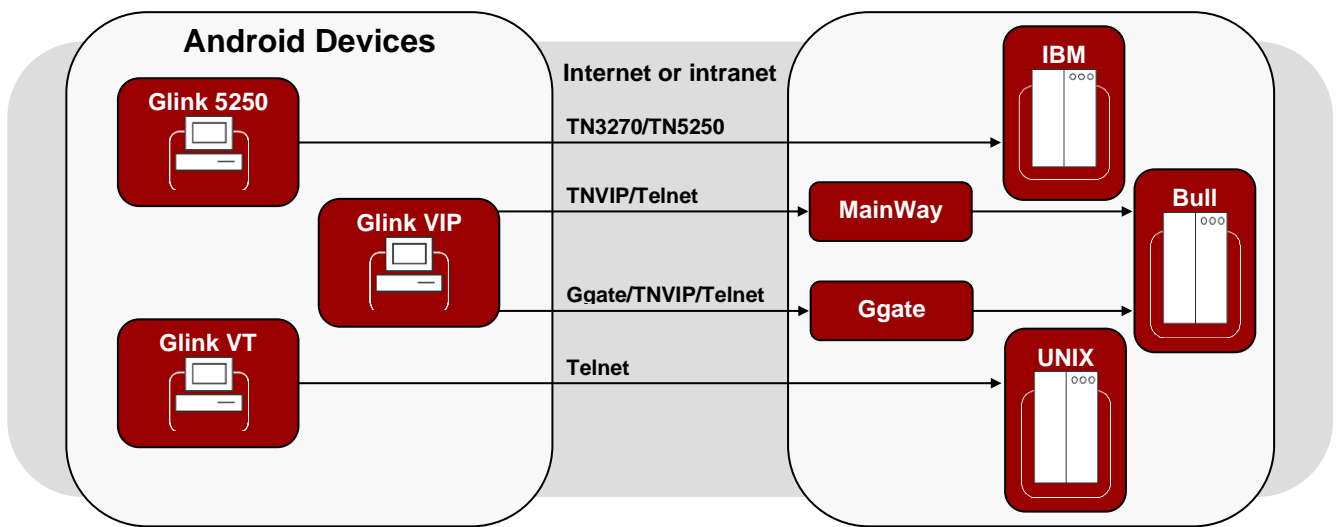 Android Devices
IBM
Internet or intranet
Glink 5250
TN3270/TN5250
TNVIP/Telnet
MainWay
Bull
Glink VIP
Ggate/TNVIP/Telnet
Ggate
Glink VT
Telnet
UNIX